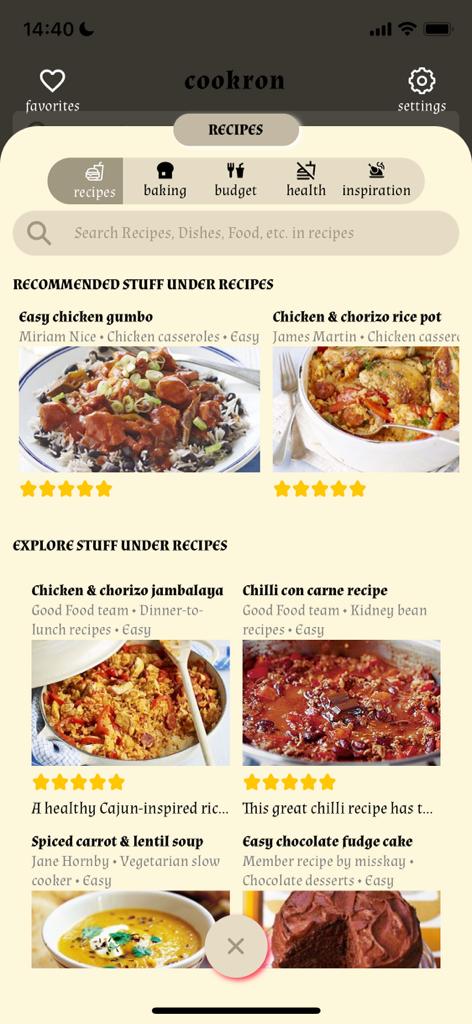 14:40
cookron
favorites
settings
RECIPES
recipes
baking
budget
health
inspiration
Search Recipes, Dishes, Food, etc. in recipes
RECOMMENDED STUFF UNDER RECIPES
Easy chicken gumbo
Miriam Nice • Chicken casseroles • Easy
Chicken & chorizo rice pot
James Martin • Chicken casserc
EXPLORE STUFF UNDER RECIPES
Chicken & chorizo jambalaya
Good Food team • Dinner-to-
lunch recipes • Easy
A healthy Cajun-inspired ric...
Chilli con carne recipe
Good Food team • Kidney bean
recipes • Easy
This great chilli recipe has t...
Spiced carrot & lentil soup
Jane Hornby • Vegetarian slow
cooker • Easy
Easy chocolate fudge cake
Member recipe by misskay •
Chocolate desserts • Easy